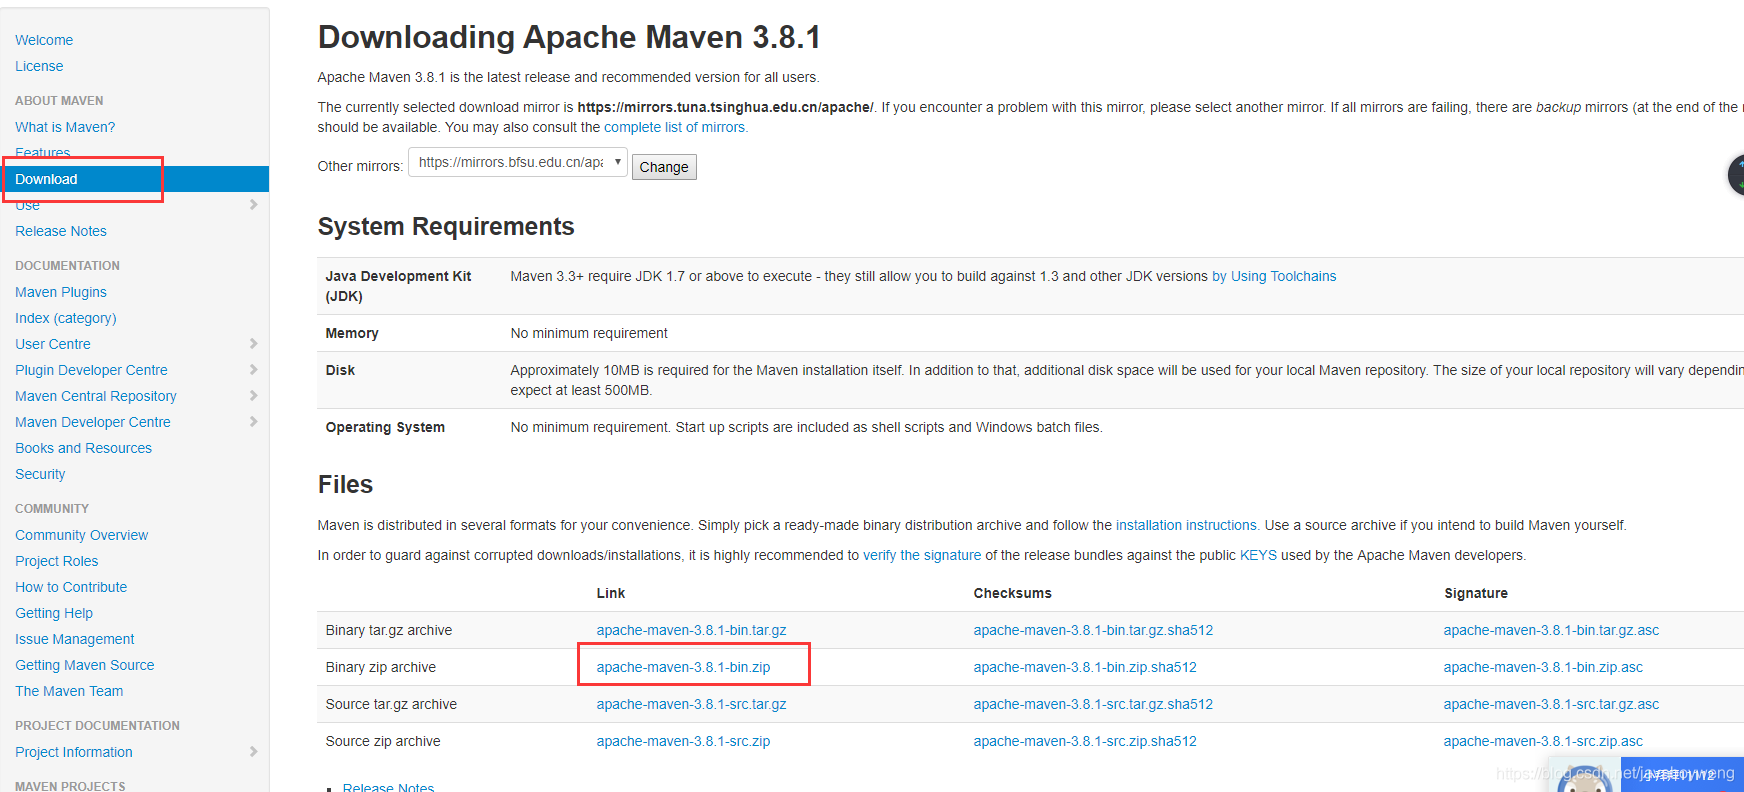 Welcome
License
ABOUT MAVEN
What is Maven?
Features
Download
Use
Release Notes
DOCUMENTATION
Maven Plugins
Index (category)
User Centre
Plugin Developer Centre
Maven Central Repository
Maven Developer Centre
Books and Resources
Security
COMMUNITY
Community Overview
Project Roles
How to Contribute
Getting Help
Issue Management
Getting Maven Source
The Maven Team
PROJECT DOCUMENTATION
Project Information
MAVEN PROJECTS
Downloading Apache Maven 3.8.1
Apache Maven 3.8.1 is the latest release and recommended version for all users.
The currently selected download mirror is https://mirrors.tuna.tsinghua.edu.cn/apache/. If you encounter a problem with this mirror, please select another mirror. If all mirrors are failing, there are backup mirrors (at the end of the
should be available. You may also consult the complete list of mirrors.
Other mirrors: https://mirrors.bfsu.edu.cn/apa Change
System Requirements
Java Development Kit (JDK) Maven 3.3+ require JDK 1.7 or above to execute - they still allow you to build against 1.3 and other JDK versions by Using Toolchains
Memory No minimum requirement
Disk Approximately 10MB is required for the Maven installation itself. In addition to that, additional disk space will be used for your local Maven repository. The size of your local repository will vary
expect at least 500MB.
Operating System No minimum requirement. Start up scripts are included as shell scripts and Windows batch files.
Files
Maven is distributed in several formats for your convenience. Simply pick a ready-made binary distribution archive and follow the installation instructions. Use a source archive if you intend to build Maven yourself.
In order to guard against corrupted downloads/installations, it is highly recommended to verify the signature of the release bundles against the public KEYS used by the Apache Maven developers.
Link Checksums Signature
Binary tar.gz archive apache-maven-3.8.1-bin.tar.gz apache-maven-3.8.1-bin.tar.gz.sha512 apache-maven-3.8.1-bin.tar.gz.asc
Binary zip archive apache-maven-3.8.1-bin.zip apache-maven-3.8.1-bin.zip.sha512 apache-maven-3.8.1-bin.zip.asc
Source tar.gz archive apache-maven-3.8.1-src.tar.gz apache-maven-3.8.1-src.tar.gz.sha512 apache-maven-3.8.1-src.tar.gz.asc
Source zip archive apache-maven-3.8.1-src.zip apache-maven-3.8.1-src.zip.sha512 apache-maven-3.8.1-src.zip.asc
Release Notes
https://blog.csdn.net/javaboyweng